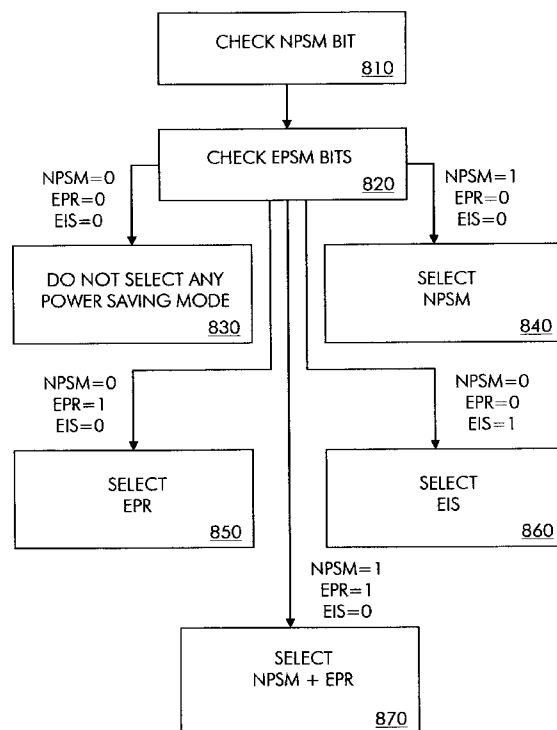 CHECK NPSM BIT
810
CHECK EPSM BITS
820
NPSM=0
EPR=0
EIS=0
NPSM=1
EPR=0
EIS=0
DO NOT SELECT ANY
POWER SAVING MODE
830
SELECT
NPSM
840
NPSM=0
EPR=1
EIS=0
NPSM=0
EPR=0
EIS=1
SELECT
EPR
850
SELECT
EIS
860
NPSM=1
EPR=1
EIS=0
SELECT
NPSM + EPR
870